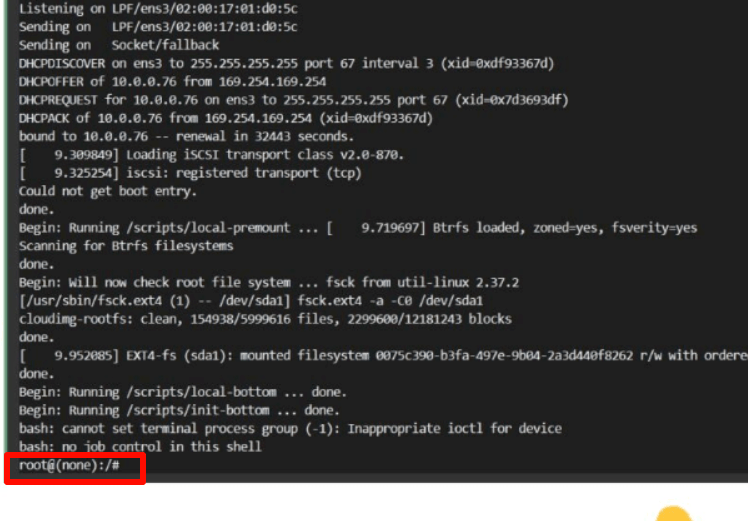 Listening on LPF/ens3/02:00:17:01:d0:5c
Sending on   LPF/ens3/02:00:17:01:d0:5c
Sending on   Socket/fallback
DHCPDISCOVER on ens3 to 255.255.255.255 port 67 interval 3 (xid=0xdf93367d)
DHCPOFFER of 10.0.0.76 from 169.254.169.254
DHCPREQUEST for 10.0.0.76 on ens3 to 255.255.255.255 port 67 (xid=0x7d3693df)
DHCPACK of 10.0.0.76 from 169.254.169.254 (xid=0xdf93367d)
bound to 10.0.0.76 -- renewal in 32443 seconds.
[    9.309849] Loading iSCSI transport class v2.0-870.
[    9.325254] iscsi: registered transport (tcp)
Could not get boot entry.
done.
Begin: Running /scripts/local-premount ... [    9.719697] Btrfs loaded, zoned=yes, fsverity=yes
Scanning for Btrfs filesystems
done.
Begin: Will now check root file system ... fsck from util-linux 2.37.2
[/usr/sbin/fsck.ext4 (1) -- /dev/sda1] fsck.ext4 -a -C0 /dev/sda1
cloudimg-rootfs: clean, 154938/5999616 files, 2299600/12181243 blocks
done.
[    9.952085] EXT4-fs (sda1): mounted filesystem 0075c390-b3fa-497e-9b04-2a3d440f8262 r/w with ordere
done.
Begin: Running /scripts/local-bottom ... done.
Begin: Running /scripts/init-bottom ... done.
bash: cannot set terminal process group (-1): Inappropriate ioctl for device
bash: no job control in this shell
root@(none):/#